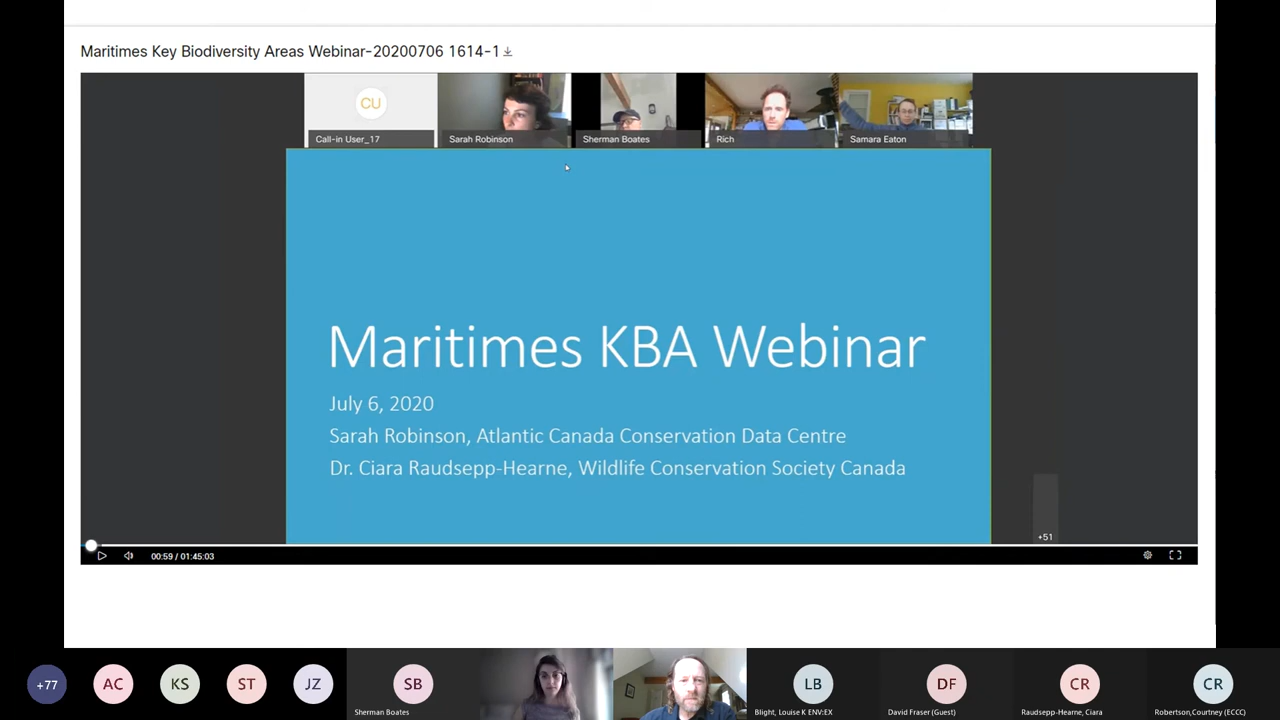 Maritimes Key Biodiversity Areas Webinar-20200706 1614-1
CU
Call-in User_17
Sarah Robinson
Sherman Boates
Rich
Samara Eaton
Maritimes KBA Webinar
July 6, 2020
Sarah Robinson, Atlantic Canada Conservation Data Centre
Dr. Ciara Raudsepp-Hearne, Wildlife Conservation Society Canada
+51
00:59 / 01:45:03
+77
AC
KS
ST
JZ
SB
Sherman Boates
LB
Blight, Louise K ENV:EX
DF
David Fraser (Guest)
CR
Raudsepp-Hearne, Ciara
CR
Robertson,Courtney (ECCC)